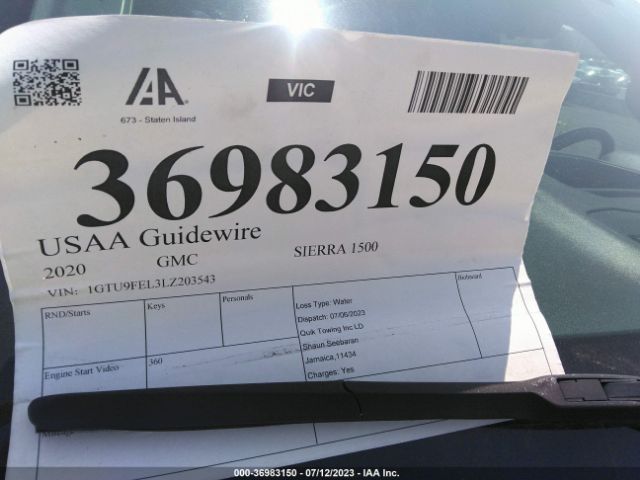 IAA
VIC
673 - Staten Island
36983150
USAA Guidewire
2020 GMC SIERRA 1500
VIN: 1GTU9FEL3LZ203543
RND/Starts
Keys
Personals
Loss Type: Water
Dispatch: 07/06/2023
Quik Towing Inc LD
Shaun Seebaran
Jamaica,11434
Charges: Yes
Inboard
Engine Start Video
360
000-36983150 - 07/12/2023 - IAA Inc.